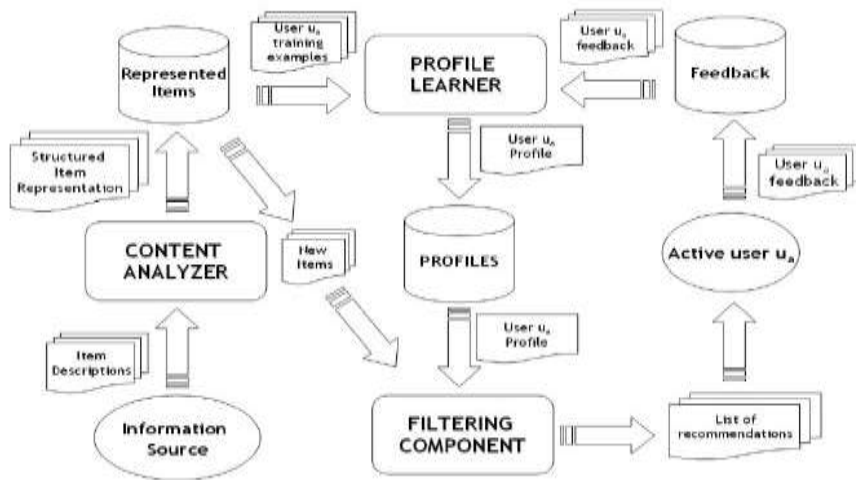 User uₐ
training
examples
User uₐ
feedback
Represented
Items
PROFILE
LEARNER
Feedback
Structured
Item
Representation
User uₐ
Profile
User uₐ
feedback
CONTENT
ANALYZER
New
Items
PROFILES
Active user uₐ
Item
Descriptions
User uₐ
Profile
Information
Source
FILTERING
COMPONENT
List of
recommendations